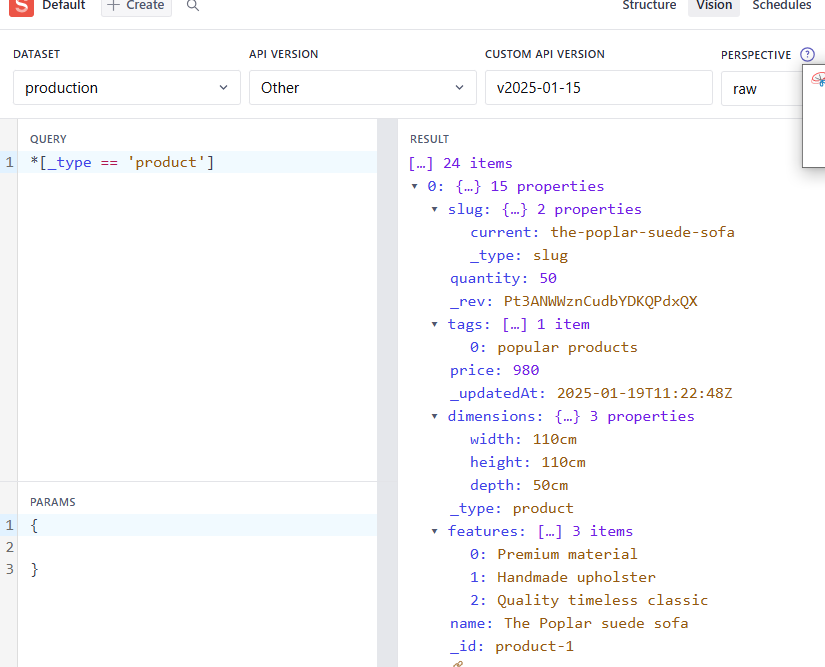 S Default + Create Structure Vision Schedules
DATASET API VERSION CUSTOM API VERSION PERSPECTIVE ?
production Other v2025-01-15 raw
QUERY
1 *[_type == 'product']
PARAMS
1 {
2
3 }
RESULT
[…] 24 items
0: {…} 15 properties
slug: {…} 2 properties
current: the-poplar-suede-sofa
_type: slug
quantity: 50
_rev: Pt3ANWWznCudbYDKQPdxQX
tags: […] 1 item
0: popular products
price: 980
_updatedAt: 2025-01-19T11:22:48Z
dimensions: {…} 3 properties
width: 110cm
height: 110cm
depth: 50cm
_type: product
features: […] 3 items
0: Premium material
1: Handmade upholster
2: Quality timeless classic
name: The Poplar suede sofa
_id: product-1